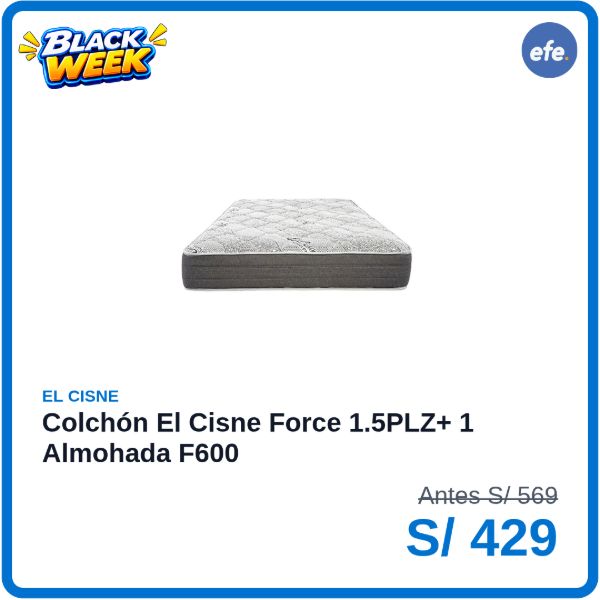 BLACK
WEEK
efe.
EL CISNE
Colchón El Cisne Force 1.5PLZ+ 1
Almohada F600
Antes S/ 569
S/ 429